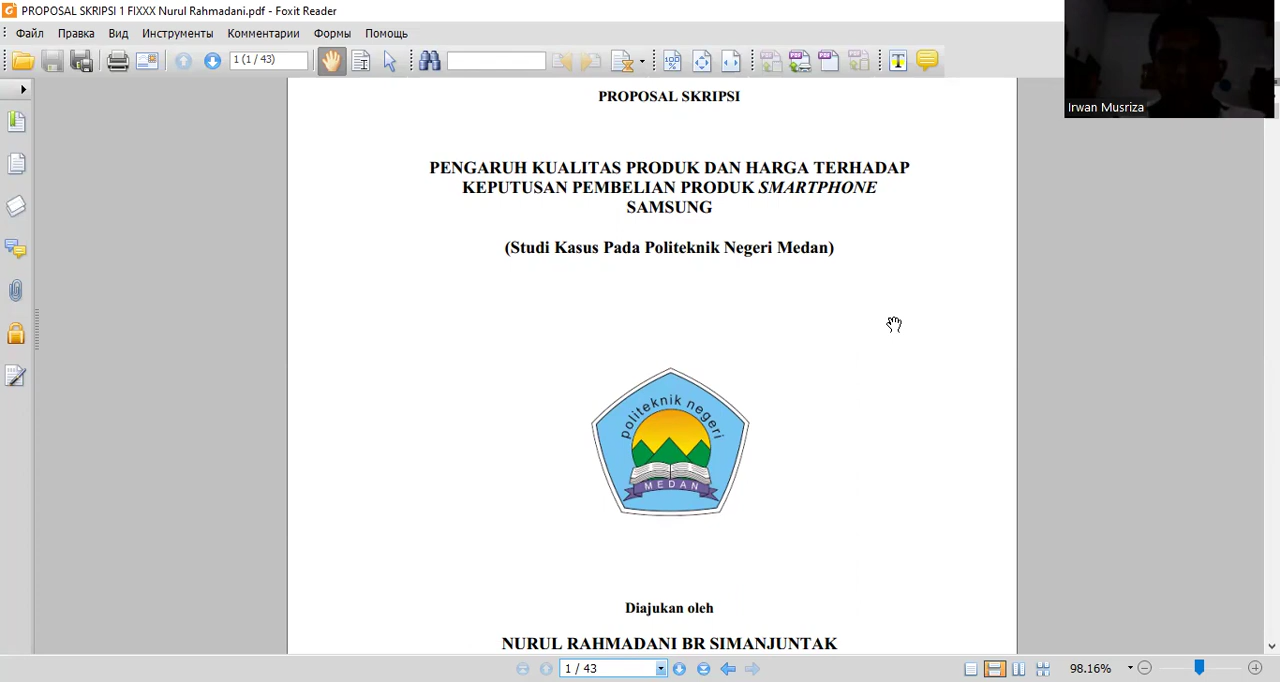 PROPOSAL SKRIPSI 1 FIXXX Nurul Rahmadani.pdf - Foxit Reader
Файл Правка Вид Инструменты Комментарии Формы Помощь
1 (1 / 43)
Irwan Musriza
PROPOSAL SKRIPSI
PENGARUH KUALITAS PRODUK DAN HARGA TERHADAP
KEPUTUSAN PEMBELIAN PRODUK SMARTPHONE
SAMSUNG
(Studi Kasus Pada Politeknik Negeri Medan)
politeknik negeri
MEDAN
Diajukan oleh
NURUL RAHMADANI BR SIMANJUNTAK
1 / 43
98.16%